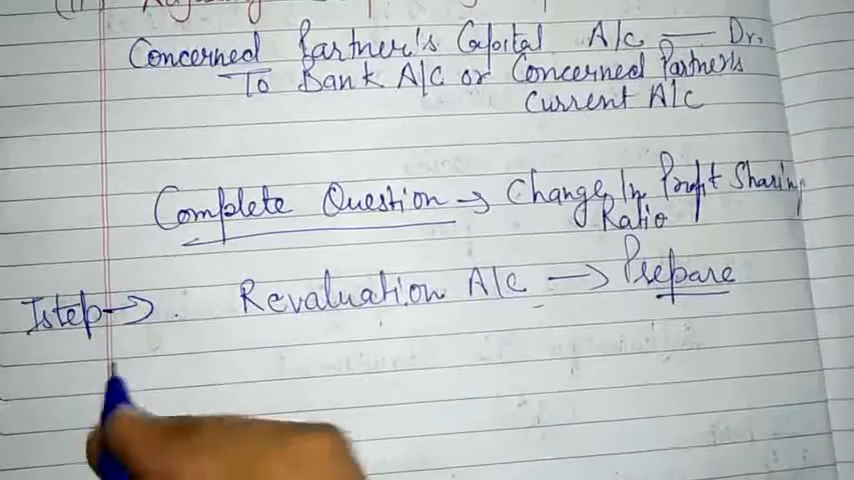 Concerned Partner's Capital A/c — Dr.
To Bank A/C or Concerned Partner's
Current A/C
Complete Question → Change In Profit Sharing
Ratio
I step → . Revaluation A/C → Prepare